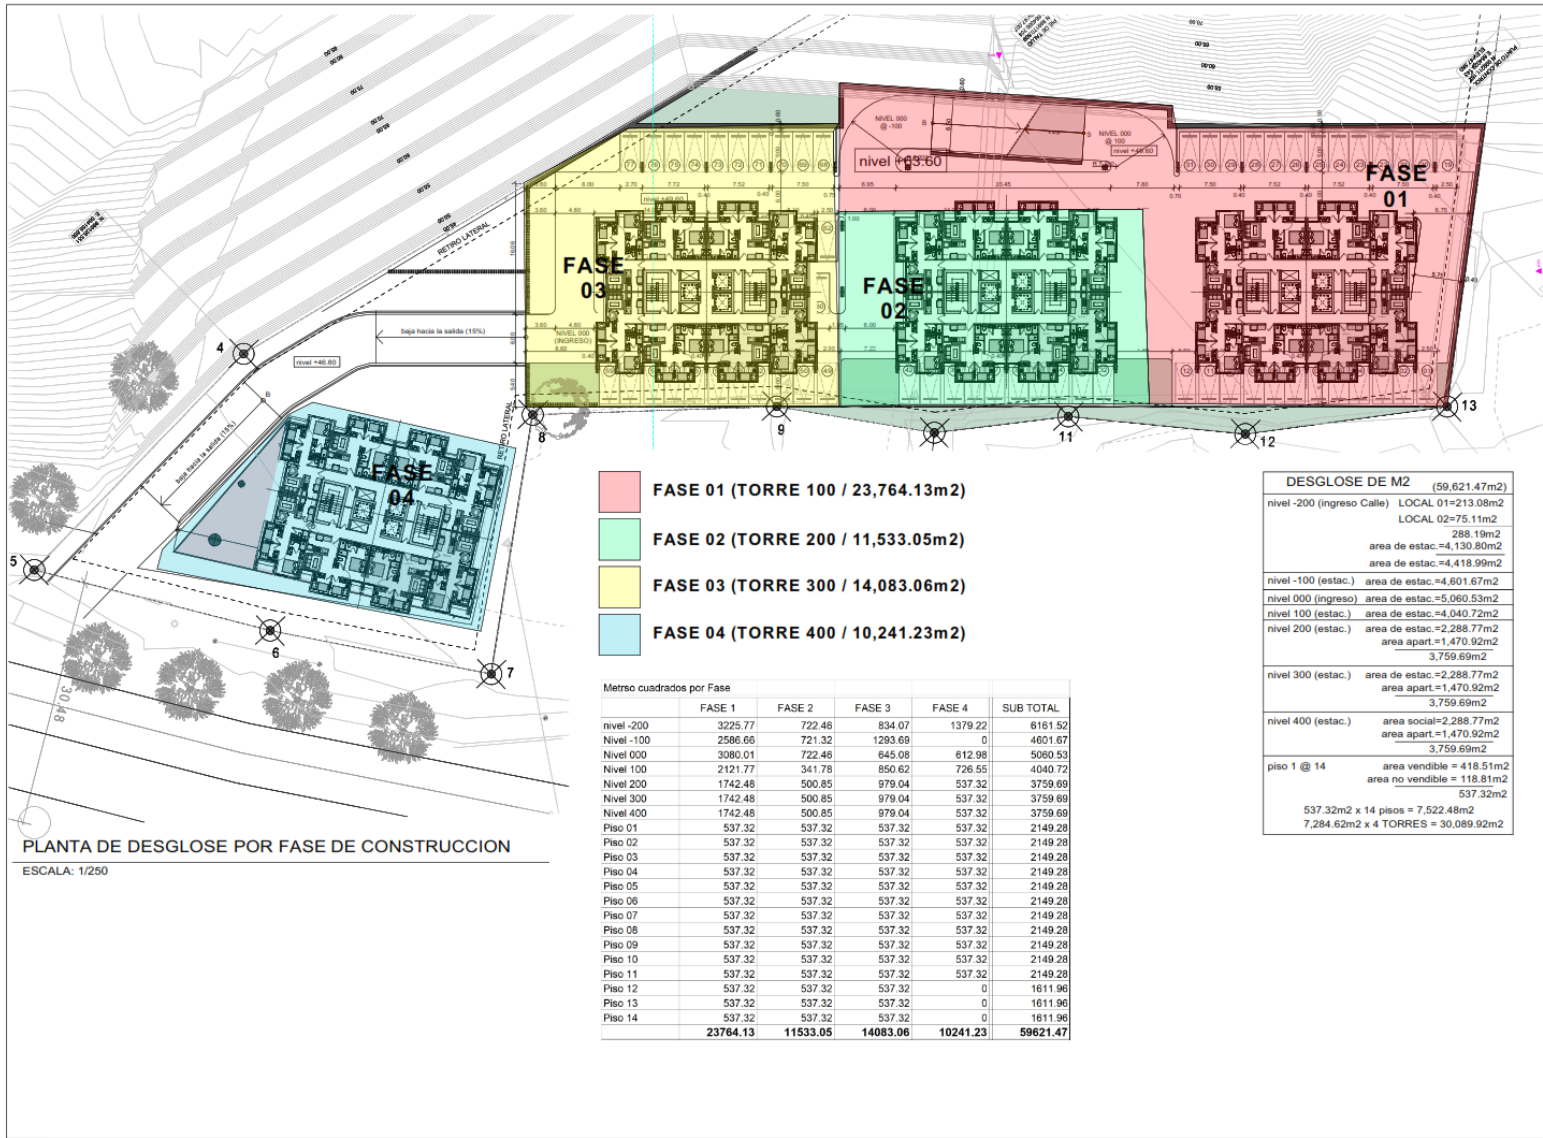 FASE 01
FASE 02
FASE 03
FASE 04
NIVEL 000
@ -100
NIVEL 000
@ 100
nivel +49.60
nivel +49.60
RETIRO LATERAL
RETIRO LATERAL
NIVEL 000
(INGRESO)
baja hacia la salida (15%)
nivel +46.80
baja hacia la salida (15%)
4
5
6
7
8
9
11
12
13
30.48
FASE 01 (TORRE 100 / 23,764.13m2)
FASE 02 (TORRE 200 / 11,533.05m2)
FASE 03 (TORRE 300 / 14,083.06m2)
FASE 04 (TORRE 400 / 10,241.23m2)
DESGLOSE DE M2 (59,621.47m2)
nivel -200 (ingreso Calle) LOCAL 01=213.08m2
LOCAL 02=75.11m2
288.19m2
area de estac.=4,130.80m2
area de estac.=4,418.99m2
nivel -100 (estac.) area de estac.=4,601.67m2
nivel 000 (ingreso) area de estac.=5,060.53m2
nivel 100 (estac.) area de estac.=4,040.72m2
nivel 200 (estac.) area de estac.=2,288.77m2
area apart.=1,470.92m2
3,759.69m2
nivel 300 (estac.) area de estac.=2,288.77m2
area apart.=1,470.92m2
3,759.69m2
nivel 400 (estac.) area social=2,288.77m2
area apart.=1,470.92m2
3,759.69m2
piso 1 @ 14 area vendible = 418.51m2
area no vendible = 118.81m2
537.32m2
537.32m2 x 14 pisos = 7,522.48m2
7,284.62m2 x 4 TORRES = 30,089.92m2
Metrso cuadrados por Fase
FASE 1 FASE 2 FASE 3 FASE 4 SUB TOTAL
nivel -200 3225.77 722.46 834.07 1379.22 6161.52
Nivel -100 2586.66 721.32 1293.69 0 4601.67
Nivel 000 3080.01 722.46 645.08 612.98 5060.53
Nivel 100 2121.77 341.78 850.62 726.55 4040.72
Nivel 200 1742.48 500.85 979.04 537.32 3759.69
Nivel 300 1742.48 500.85 979.04 537.32 3759.69
Nivel 400 1742.48 500.85 979.04 537.32 3759.69
Piso 01 537.32 537.32 537.32 537.32 2149.28
Piso 02 537.32 537.32 537.32 537.32 2149.28
Piso 03 537.32 537.32 537.32 537.32 2149.28
Piso 04 537.32 537.32 537.32 537.32 2149.28
Piso 05 537.32 537.32 537.32 537.32 2149.28
Piso 06 537.32 537.32 537.32 537.32 2149.28
Piso 07 537.32 537.32 537.32 537.32 2149.28
Piso 08 537.32 537.32 537.32 537.32 2149.28
Piso 09 537.32 537.32 537.32 537.32 2149.28
Piso 10 537.32 537.32 537.32 537.32 2149.28
Piso 11 537.32 537.32 537.32 537.32 2149.28
Piso 12 537.32 537.32 537.32 0 1611.96
Piso 13 537.32 537.32 537.32 0 1611.96
Piso 14 537.32 537.32 537.32 0 1611.96
23764.13 11533.05 14083.06 10241.23 59621.47
PLANTA DE DESGLOSE POR FASE DE CONSTRUCCION
ESCALA: 1/250